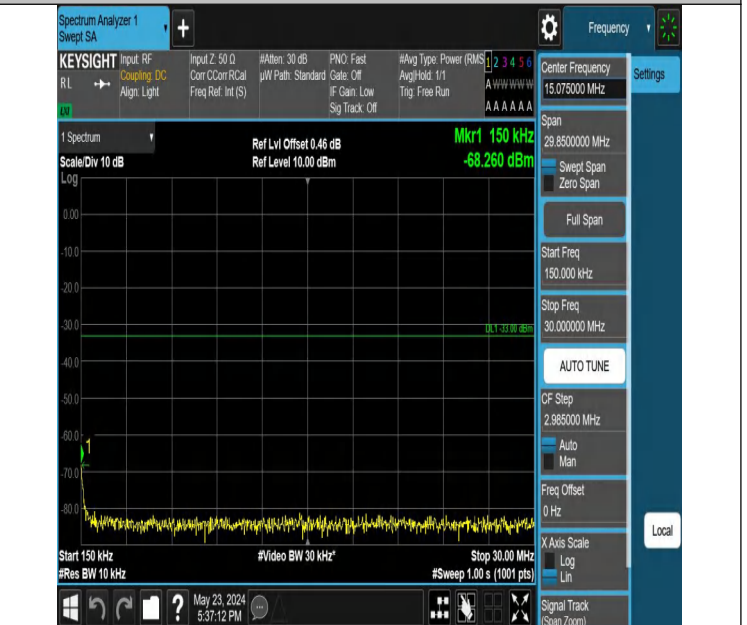 Spectrum Analyzer 1
Swept SA
Frequency
KEYSIGHT
RL
Input: RF
Coupling: DC
Align: Light
Input Z: 50 Ω
Corr CCorr RCal
Freq Ref: Int (S)
#Atten: 30 dB
µW Path: Standard
PNO: Fast
Gate: Off
IF Gain: Low
Sig Track: Off
#Avg Type: Power (RMS
Avg|Hold: 1/1
Trig: Free Run
1 2 3 4 5 6
A W W W W W
A A A A A A
1 Spectrum
Scale/Div 10 dB
Log
Ref Lvl Offset 0.46 dB
Ref Level 10.00 dBm
Mkr1 150 kHz
-68.260 dBm
0.00
-10.0
-20.0
-30.0
DL1 -33.00 dBm
-40.0
-50.0
-60.0
1
-70.0
-80.0
Start 150 kHz
#Res BW 10 kHz
#Video BW 30 kHz*
Stop 30.00 MHz
#Sweep 1.00 s (1001 pts)
May 23, 2024
5:37:12 PM
Center Frequency
15.075000 MHz
Settings
Span
29.8500000 MHz
Swept Span
Zero Span
Full Span
Start Freq
150.000 kHz
Stop Freq
30.000000 MHz
AUTO TUNE
CF Step
2.985000 MHz
Auto
Man
Freq Offset
0 Hz
X Axis Scale
Log
Lin
Local
Signal Track
(Span Zoom)